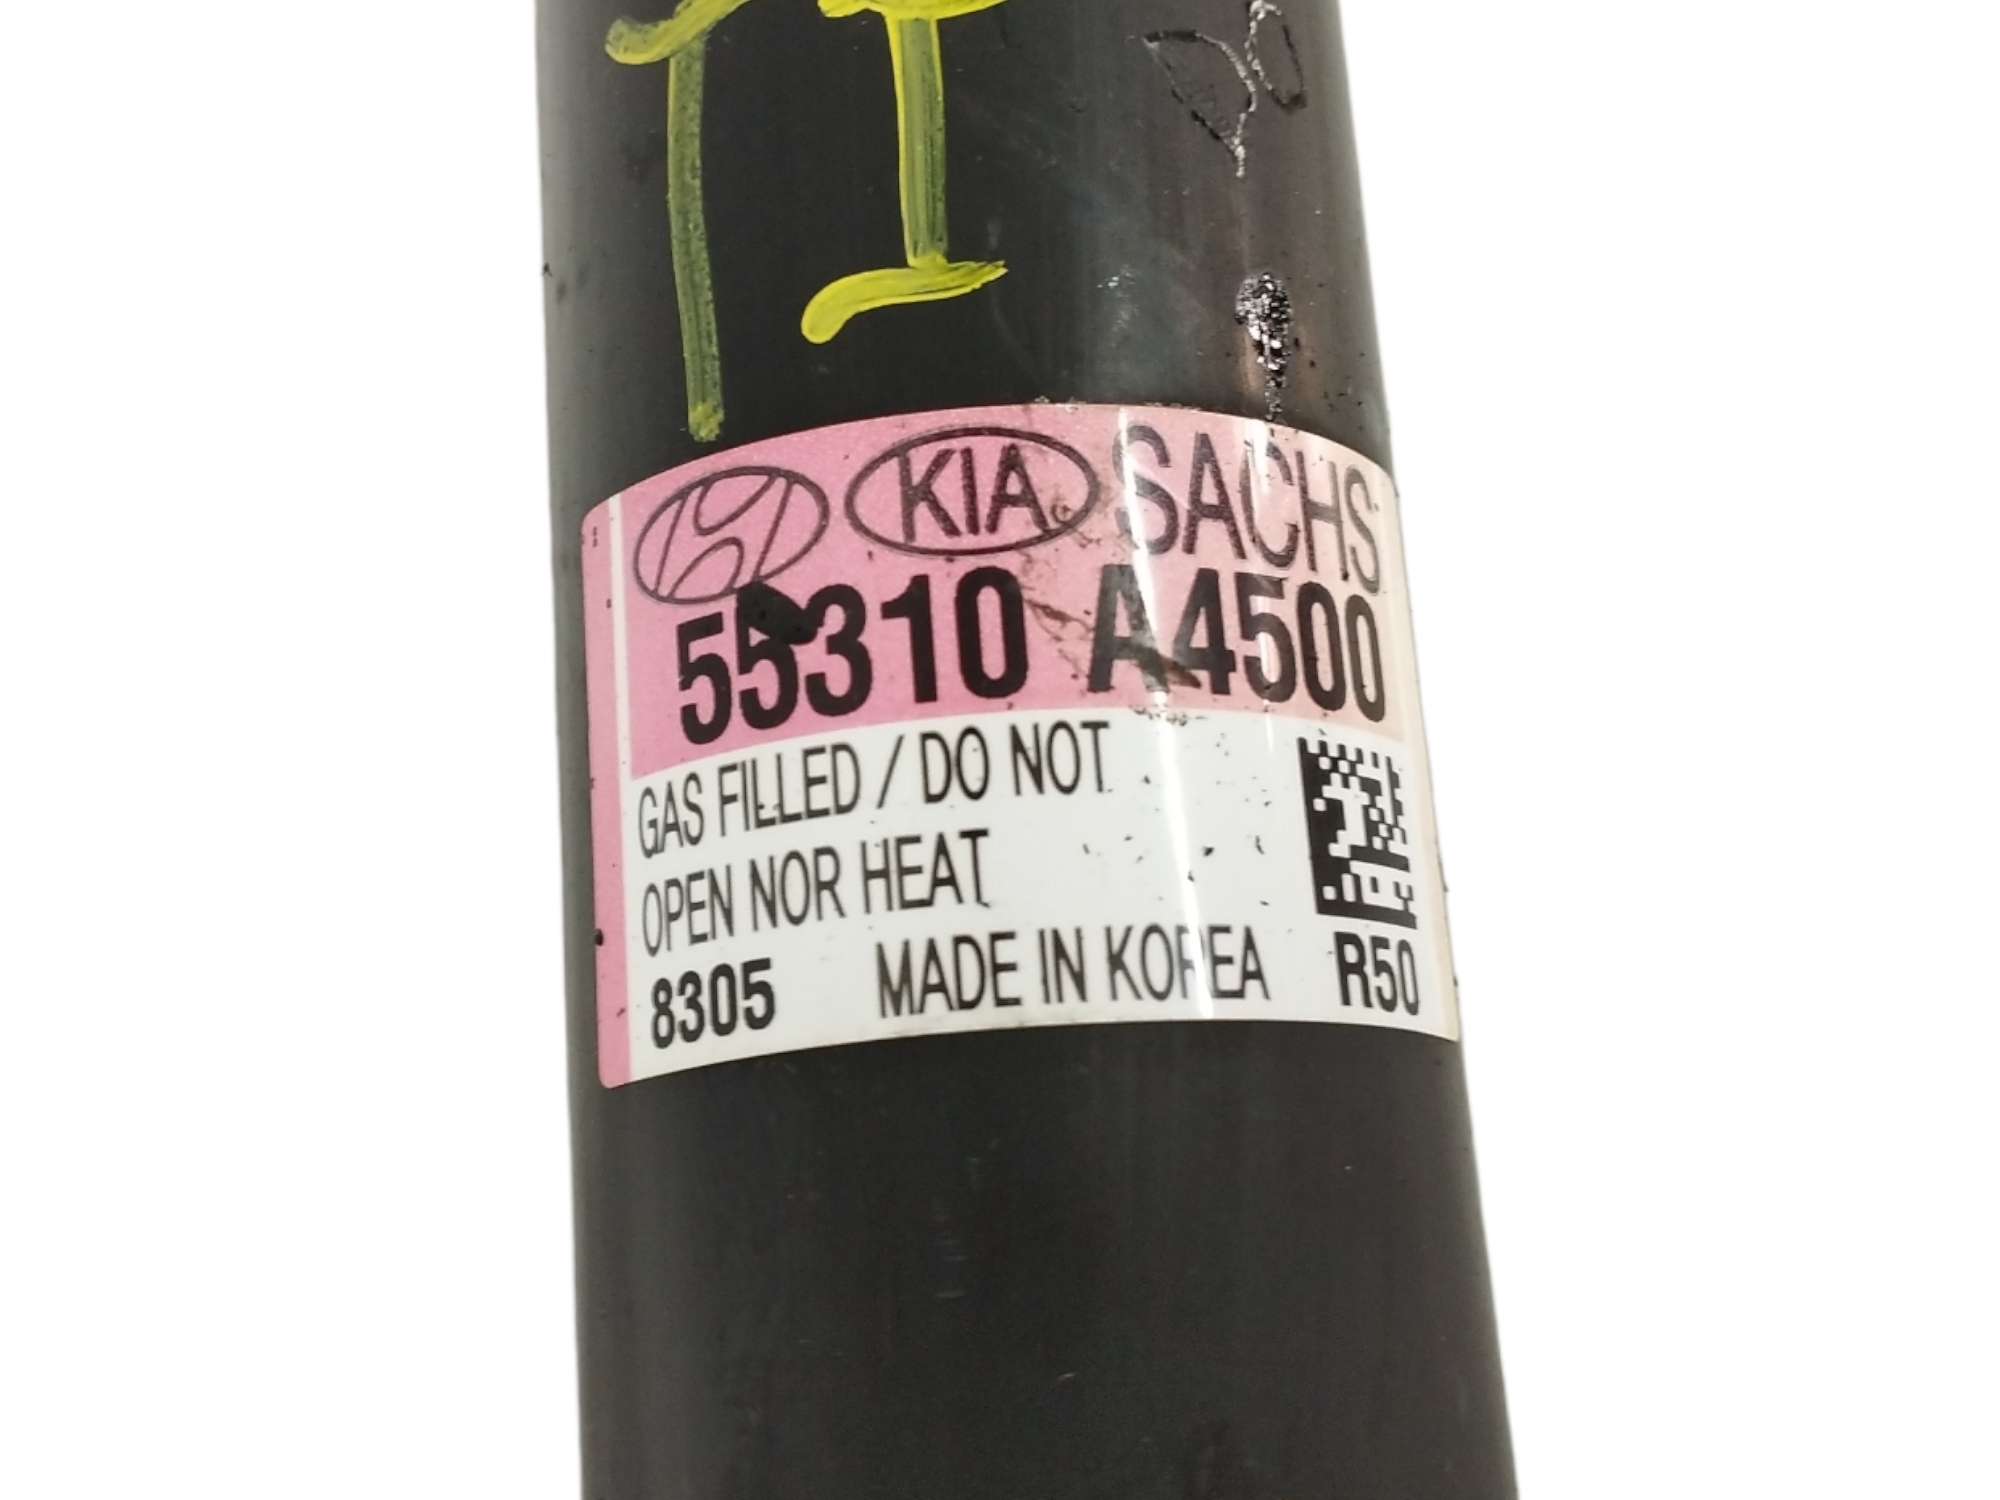 KIA SACHS
55310 A4500
GAS FILLED / DO NOT
OPEN NOR HEAT
8305 MADE IN KOREA R50